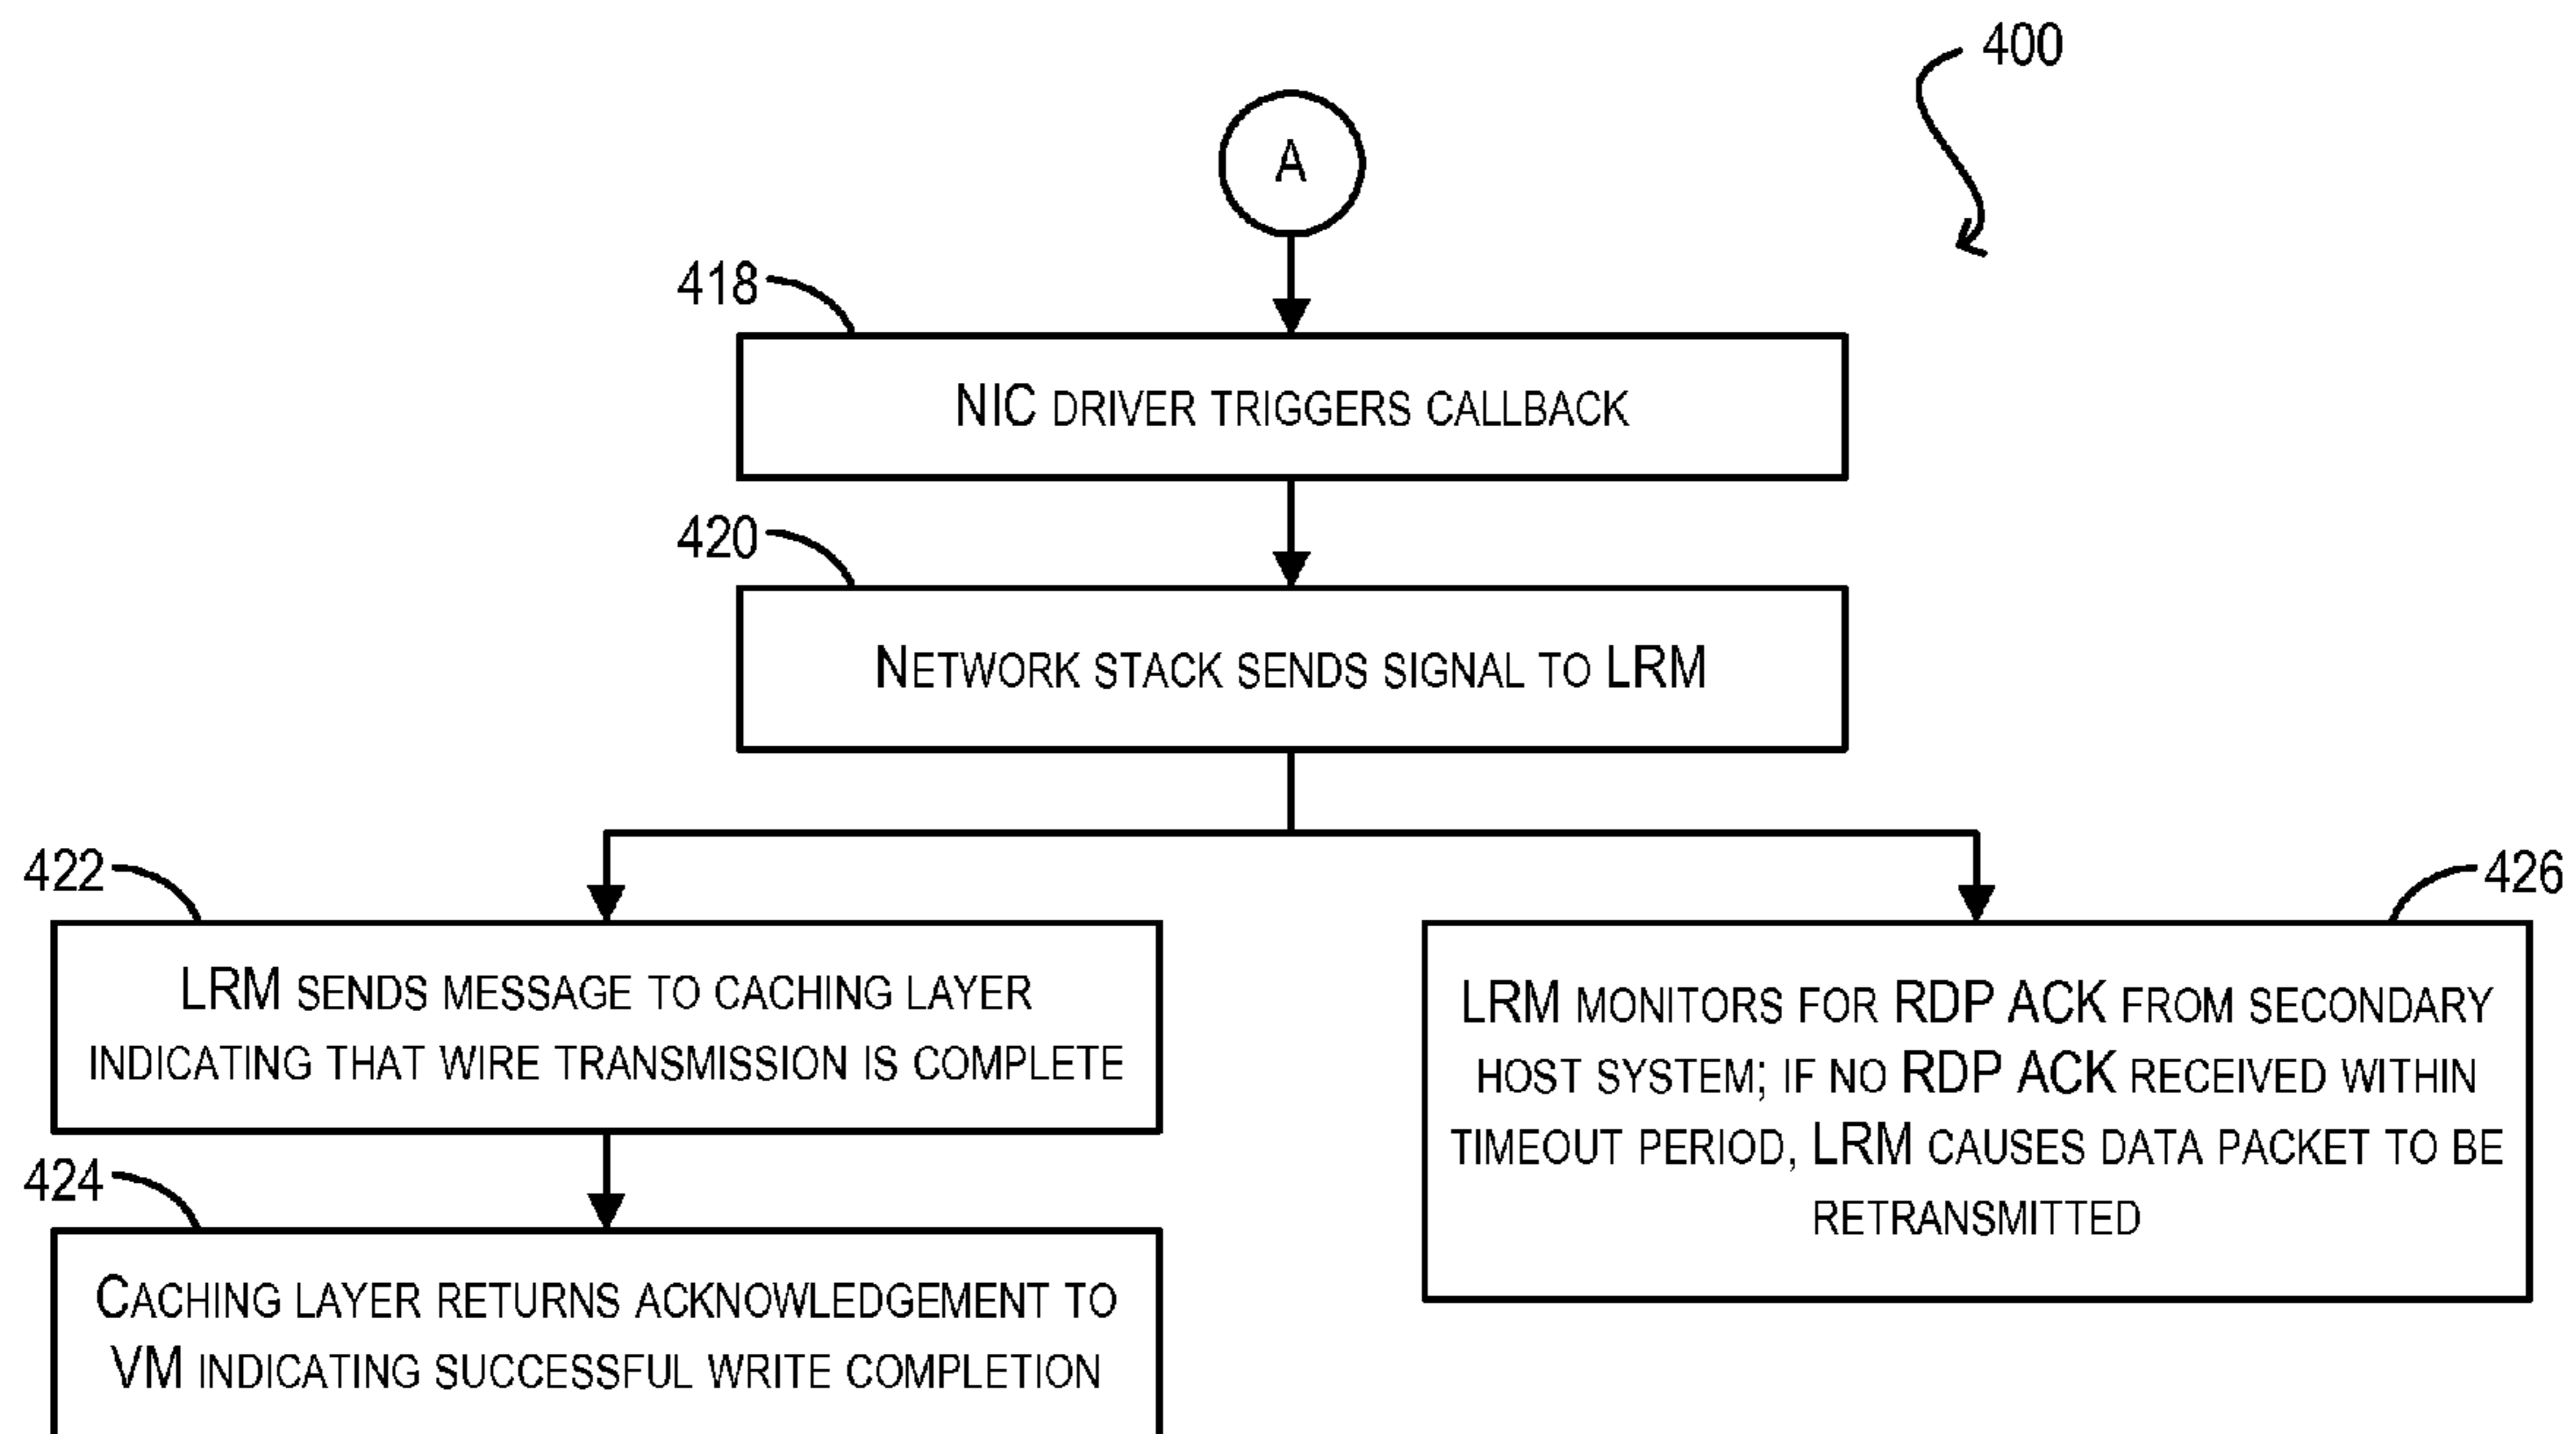 400
A
418
NIC DRIVER TRIGGERS CALLBACK
420
NETWORK STACK SENDS SIGNAL TO LRM
422
LRM SENDS MESSAGE TO CACHING LAYER
INDICATING THAT WIRE TRANSMISSION IS COMPLETE
424
CACHING LAYER RETURNS ACKNOWLEDGEMENT TO
VM INDICATING SUCCESSFUL WRITE COMPLETION
426
LRM MONITORS FOR RDP ACK FROM SECONDARY
HOST SYSTEM; IF NO RDP ACK RECEIVED WITHIN
TIMEOUT PERIOD, LRM CAUSES DATA PACKET TO BE
RETRANSMITTED